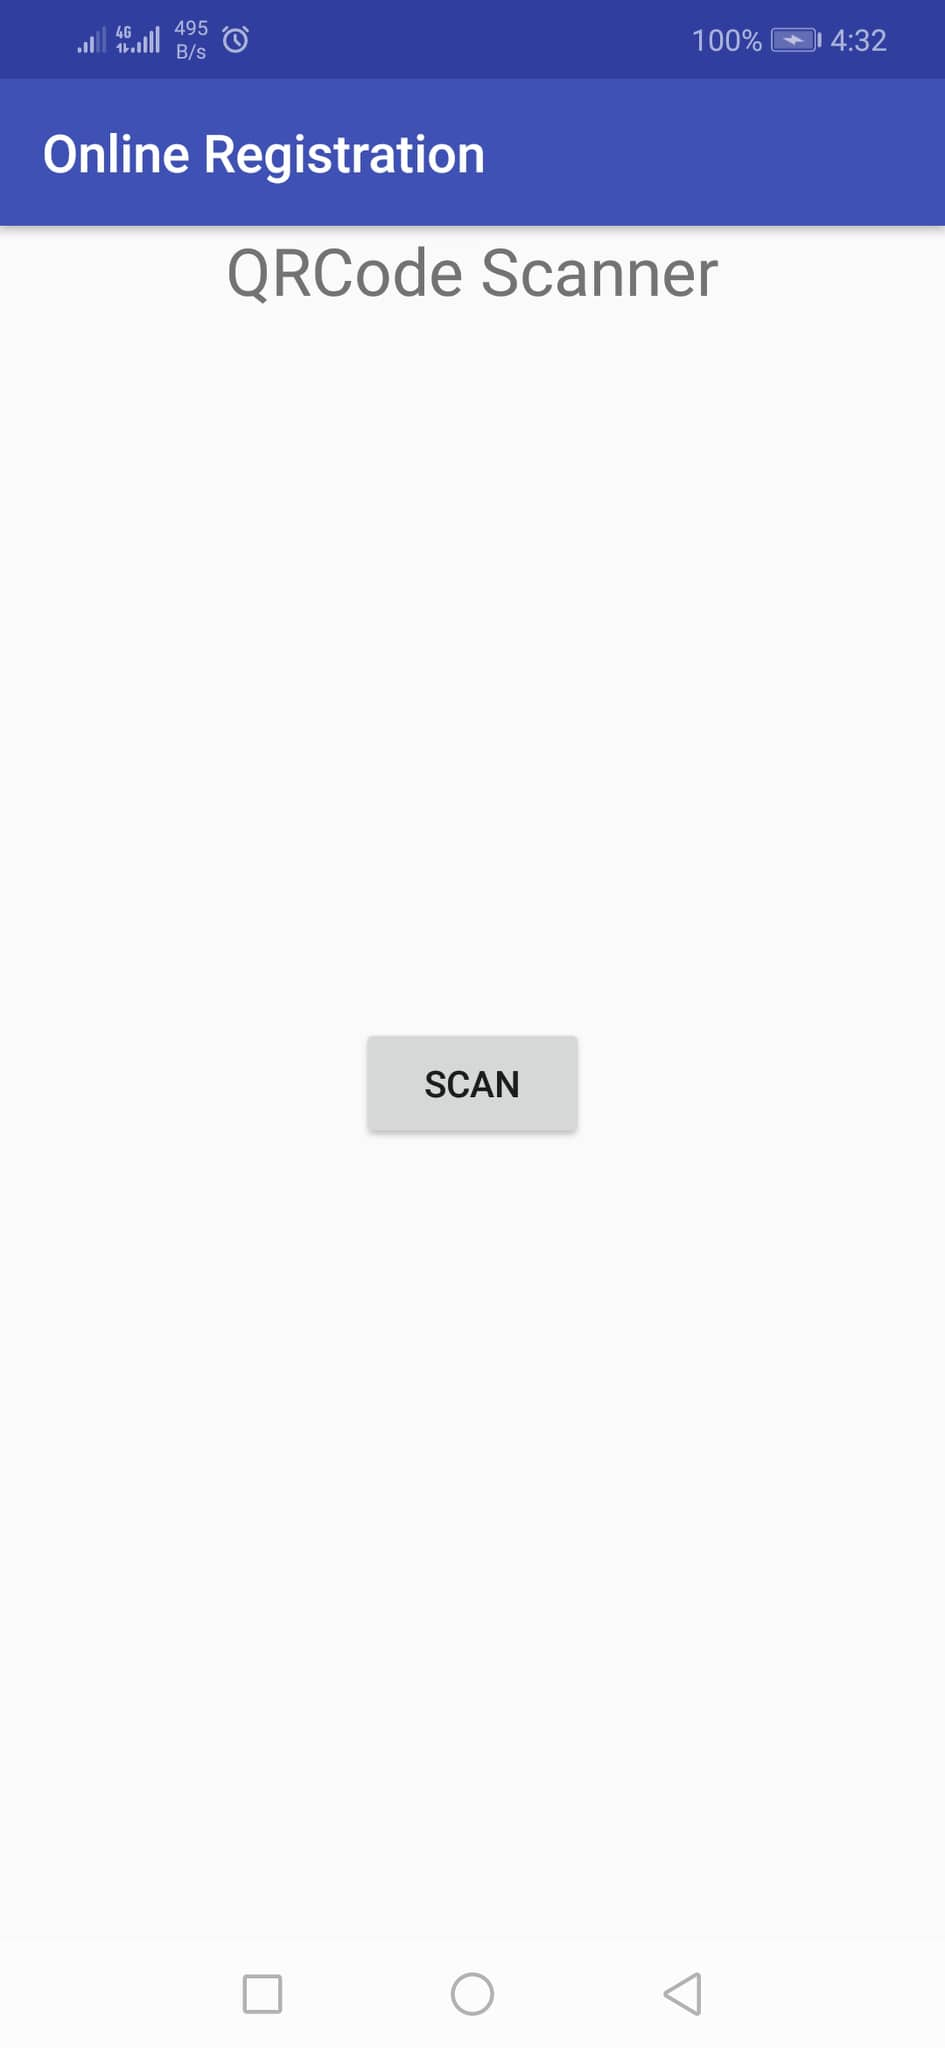 4G
495
B/s
100%
4:32
Online Registration
QRCode Scanner
SCAN